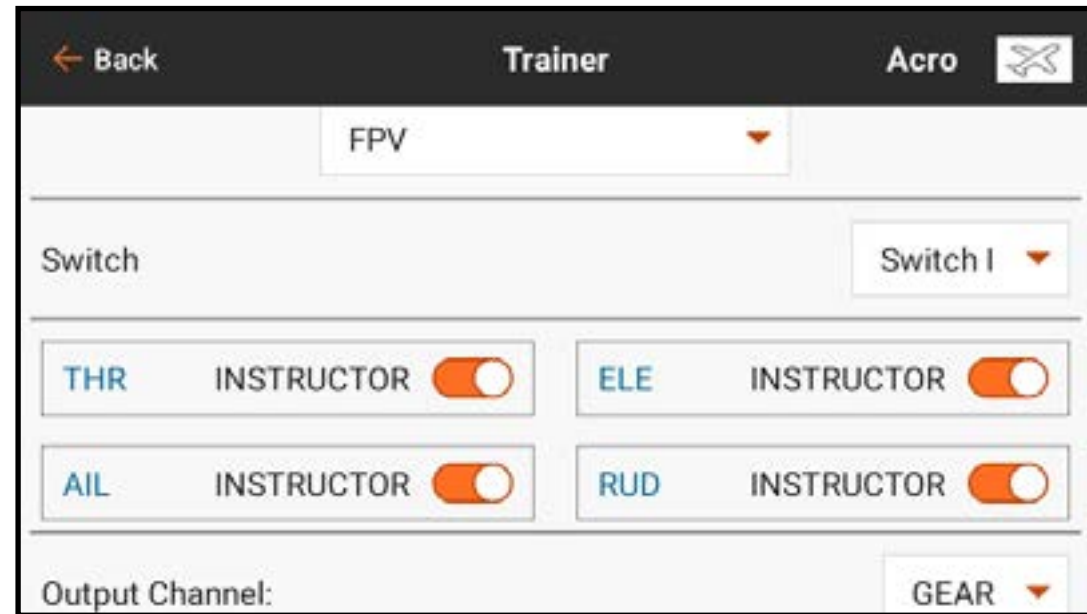 Back Trainer Acro
FPV
Switch Switch I
THR INSTRUCTOR ELE INSTRUCTOR
AIL INSTRUCTOR RUD INSTRUCTOR
Output Channel: GEAR